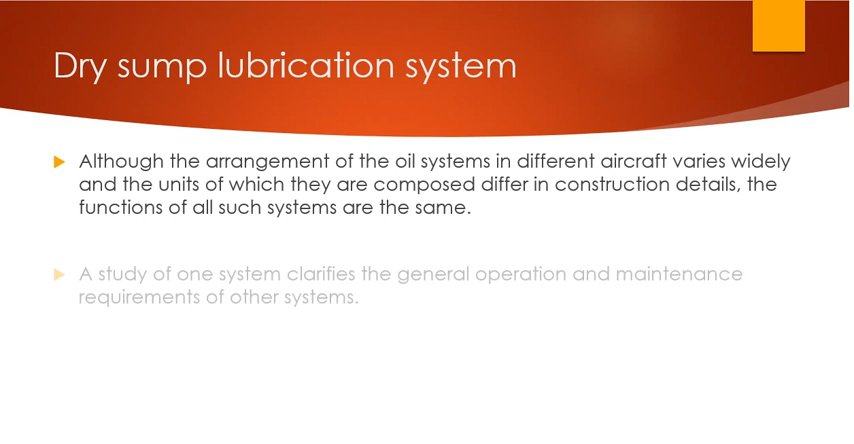 Dry sump lubrication system
Although the arrangement of the oil systems in different aircraft varies widely
and the units of which they are composed differ in construction details, the
functions of all such systems are the same.
A study of one system clarifies the general operation and maintenance
requirements of other systems.